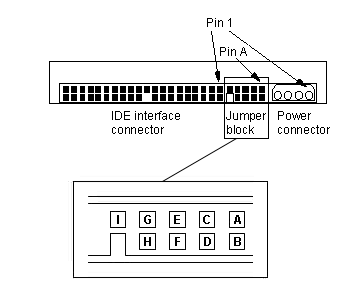 Pin 1
Pin A
IDE interface connector
Jumper block
Power connector
I G E C A
H F D B